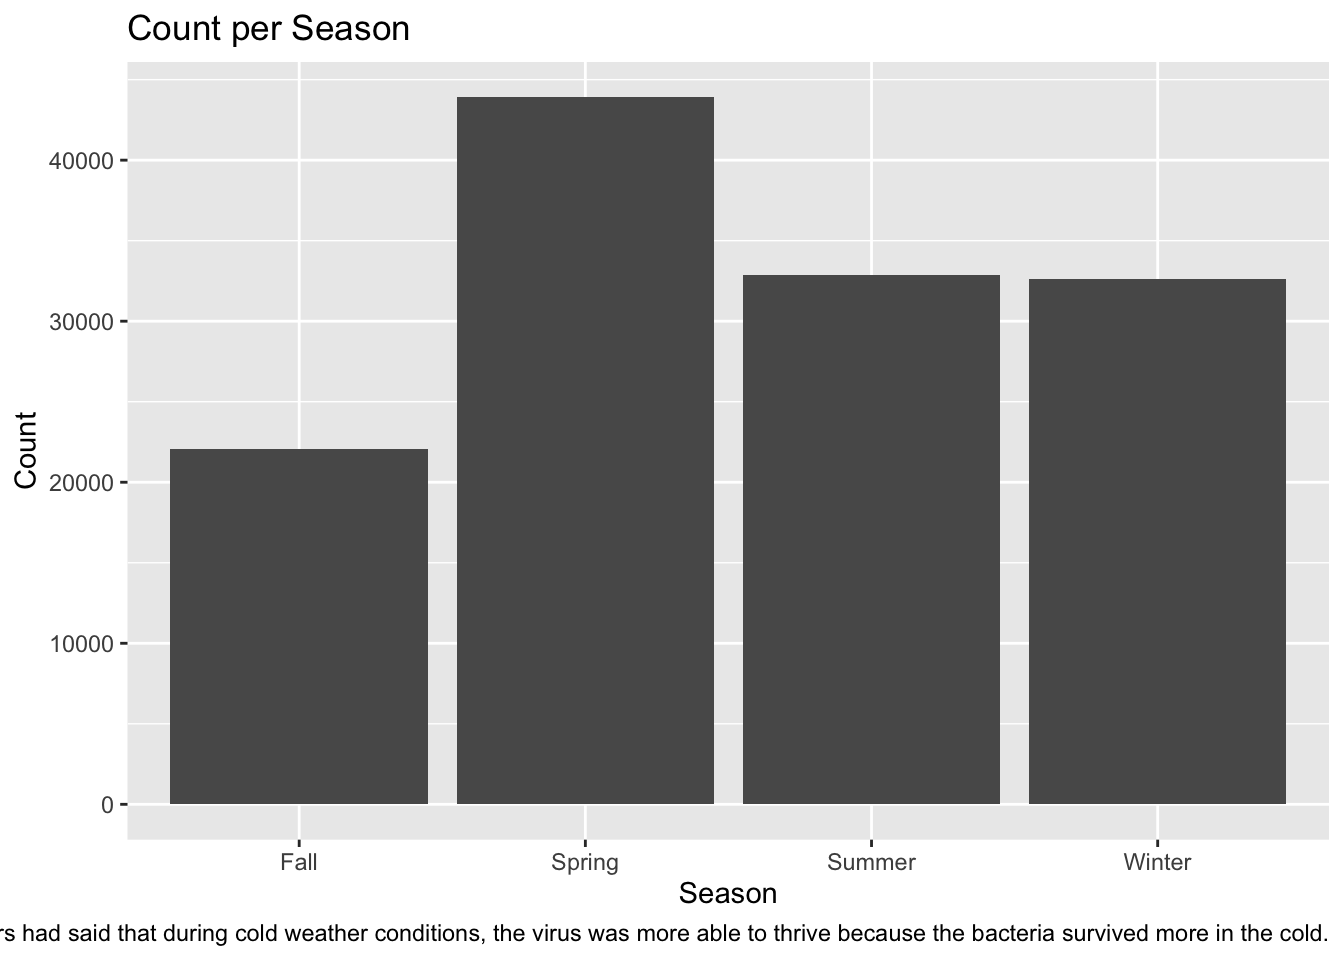 Count per Season
Count
40000
30000
20000
10000
0
Fall Spring Summer Winter
Season
had said that during cold weather conditions, the virus was more able to thrive because the bacteria survived more in the cold.